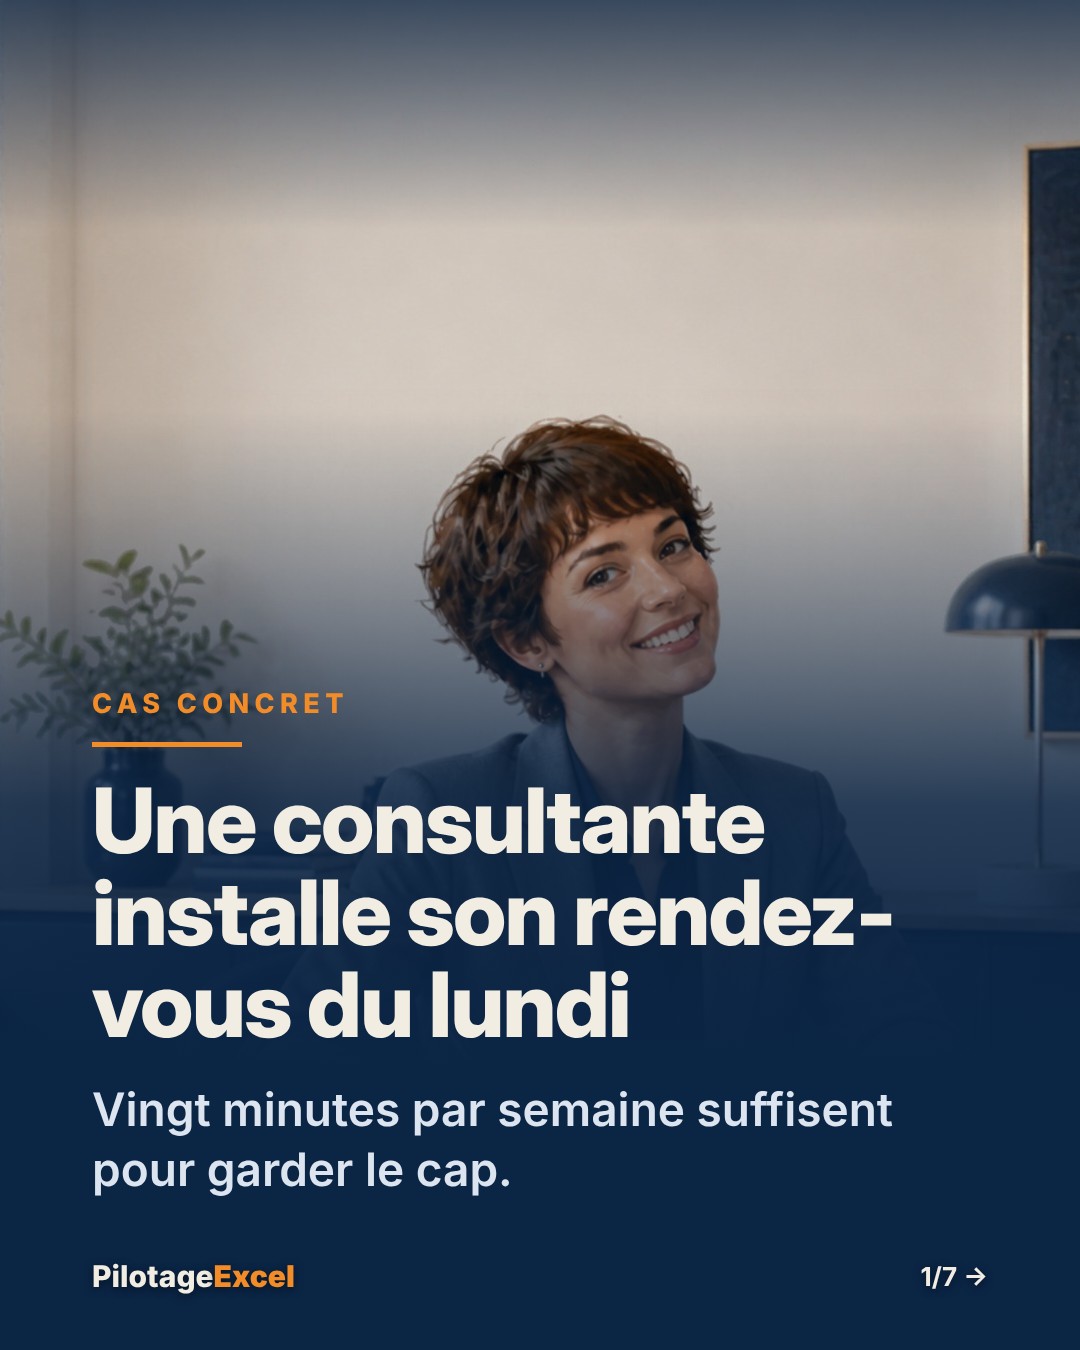 CAS CONCRET
Une consultante
installe son rendez-
vous du lundi
Vingt minutes par semaine suffisent
pour garder le cap.
PilotageExcel
1/7 →